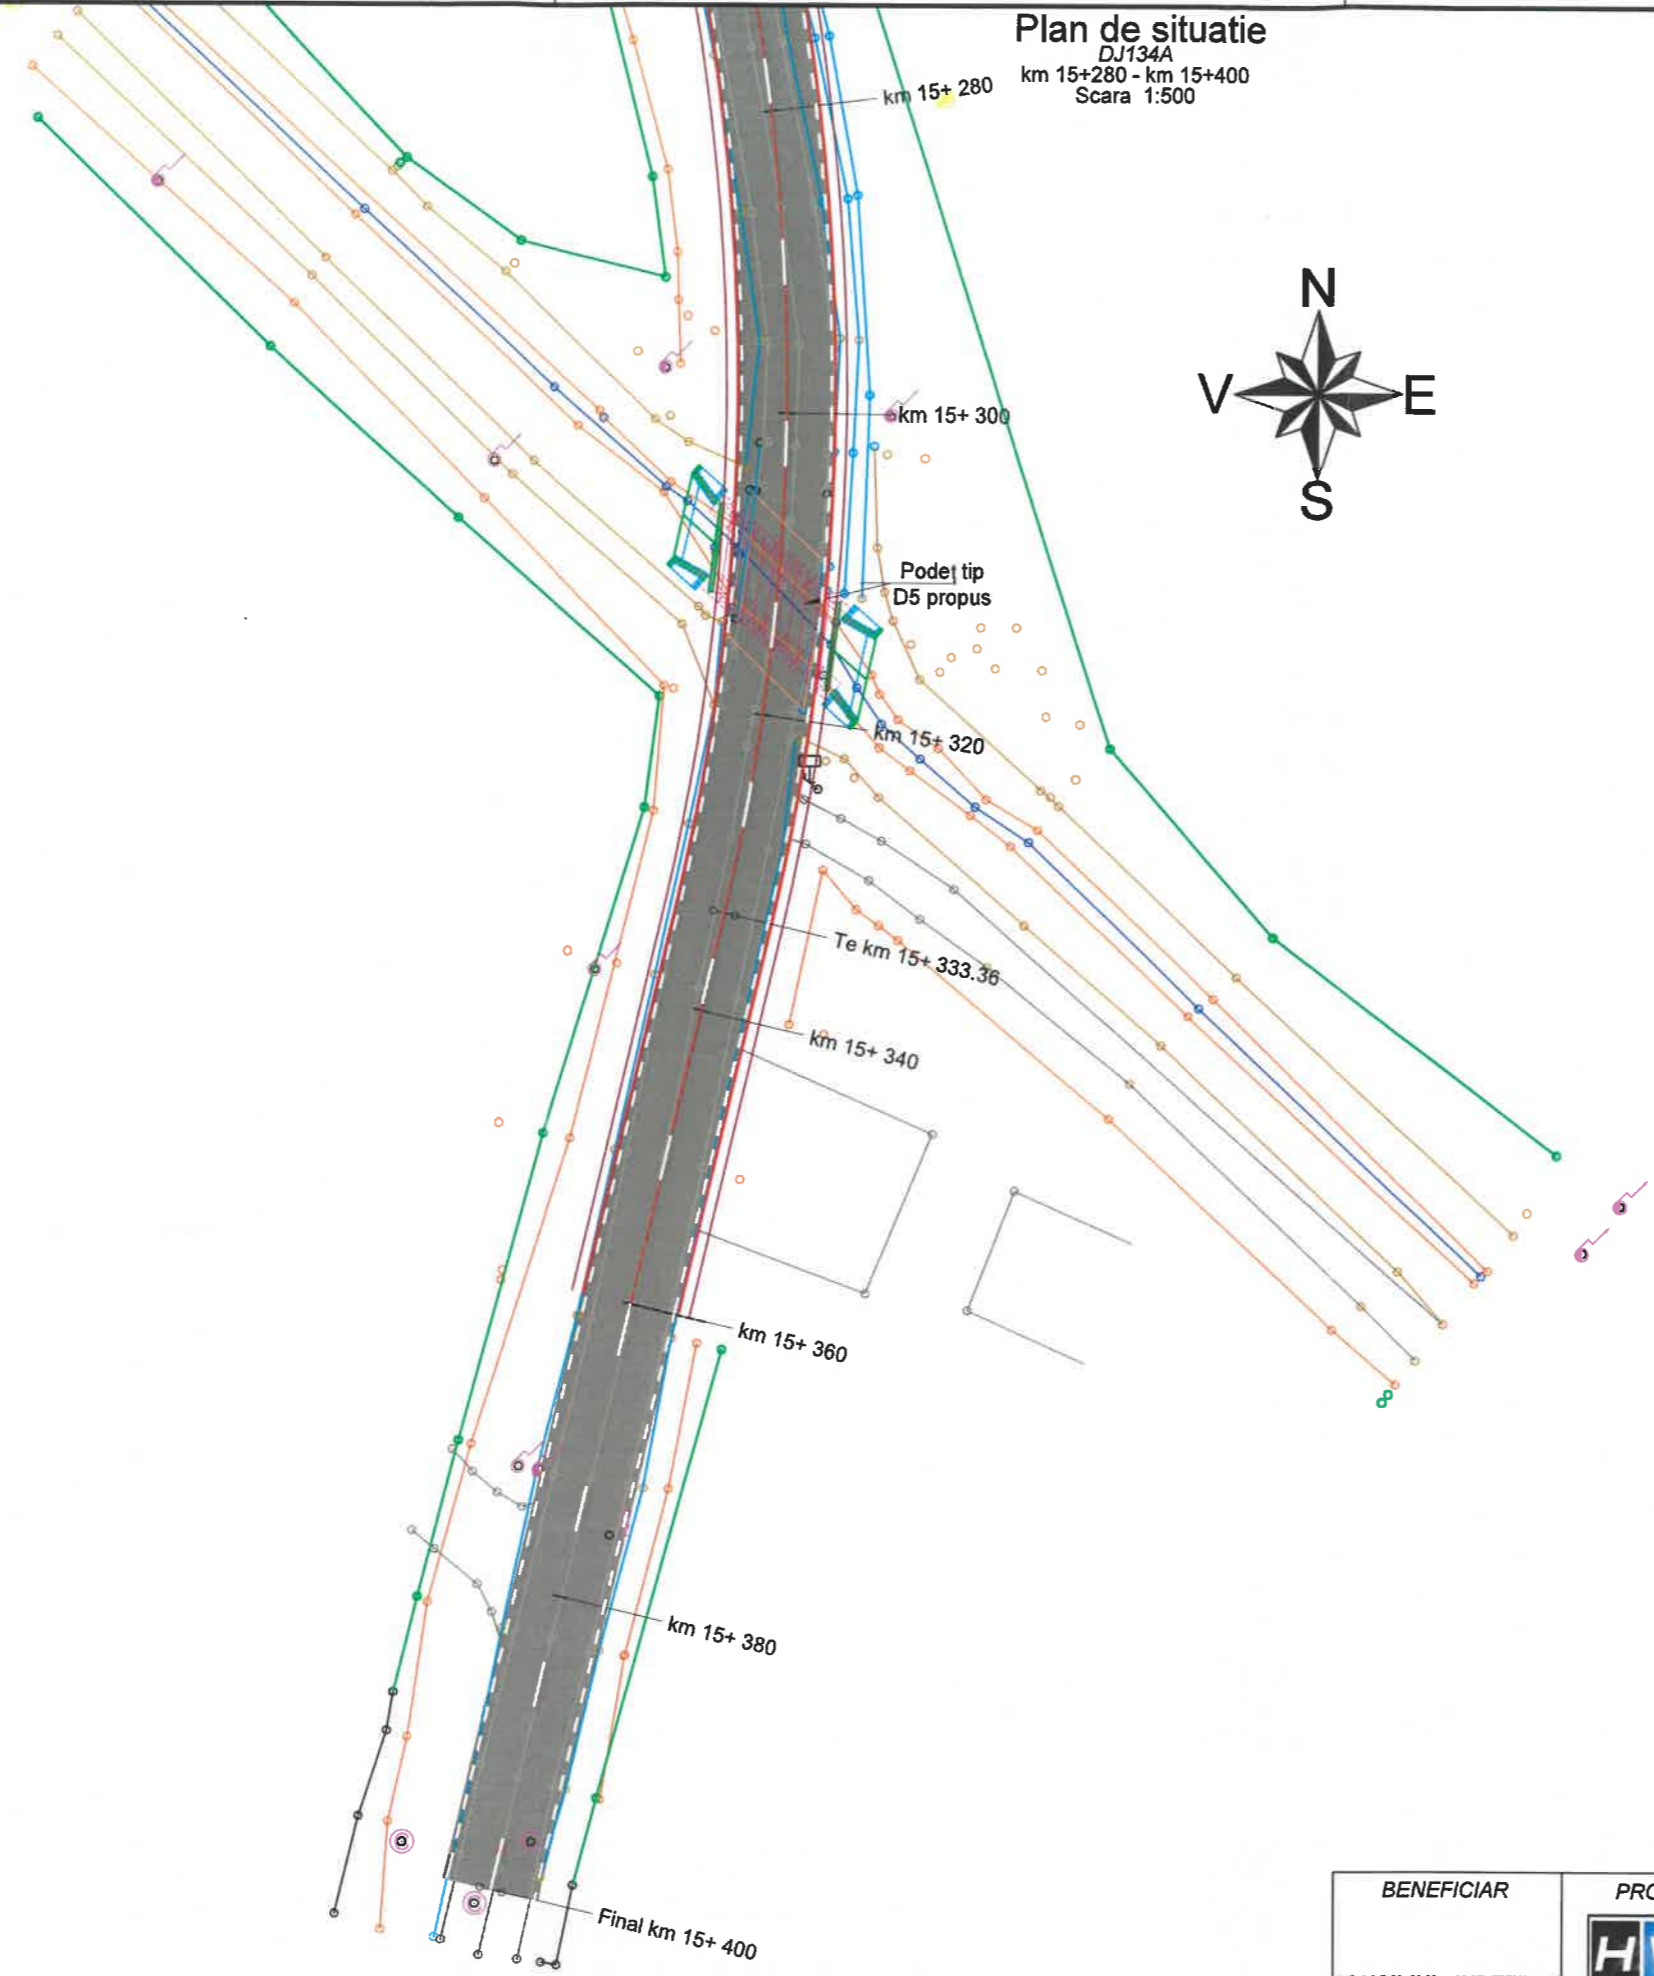 Plan de situatie
DJ134A
km 15+280 - km 15+400
Scara 1:500
km 15+ 280
N
V
E
S
km 15+ 300
Podeț tip
D5 propus
km 15+ 320
Te km 15+ 333.36
km 15+ 340
km 15+ 360
km 15+ 380
Final km 15+ 400
BENEFICIAR
PRO
H